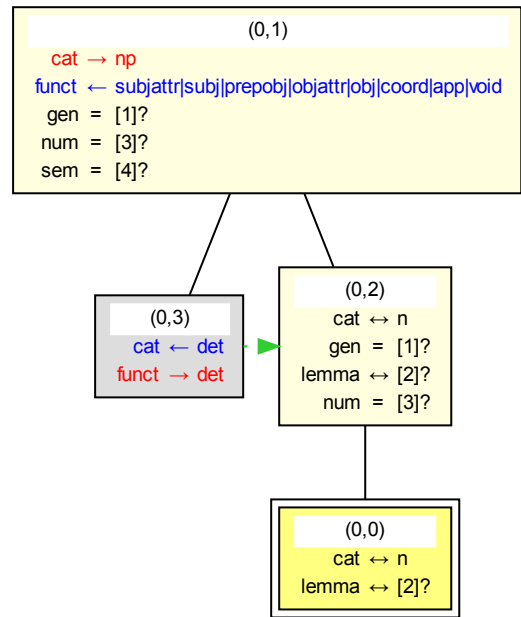 (0,1)
cat → np
funct ← subjattr|subj|prepobj|objattr|obj|coord|app|void
gen = [1]?
num = [3]?
sem = [4]?
(0,3)
cat ← det
funct → det
(0,2)
cat ↔ n
gen = [1]?
lemma ↔ [2]?
num = [3]?
(0,0)
cat ↔ n
lemma ↔ [2]?